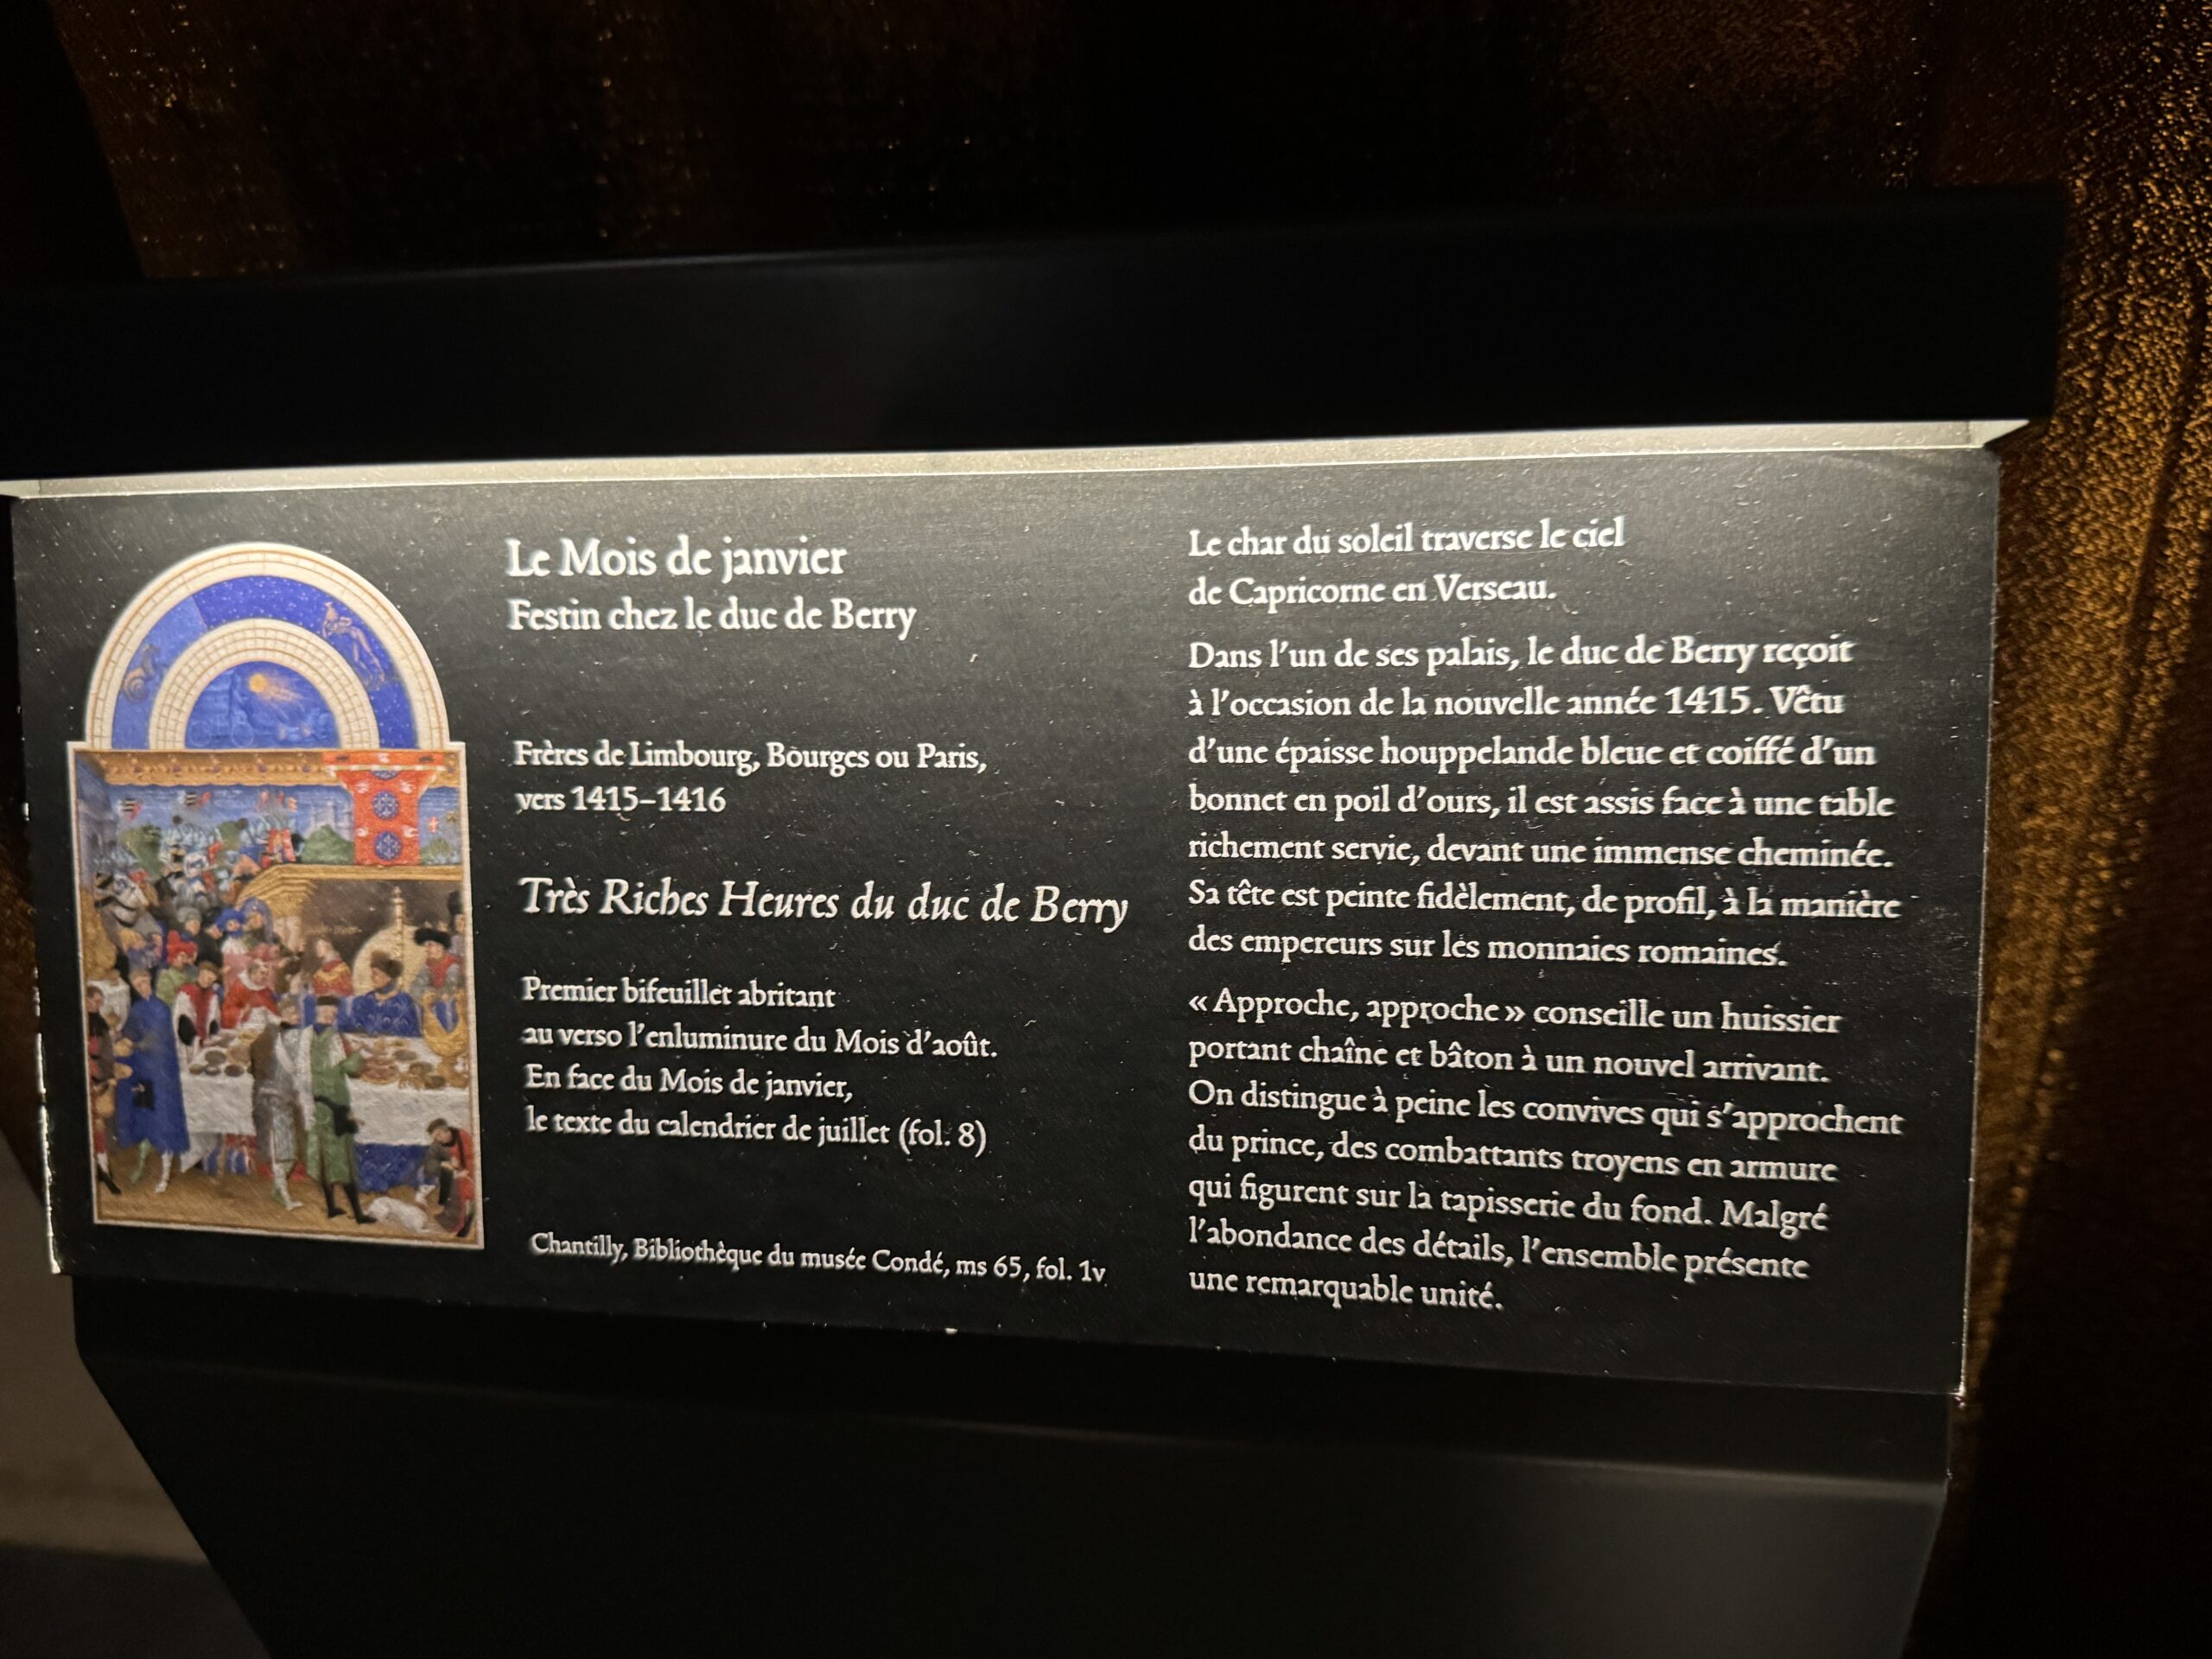 Le Mois de janvier
Festin chez le duc de Berry
Frères de Limbourg, Bourges ou Paris,
vers 1415–1416
Très Riches Heures du duc de Berry
Premier bifeuillet abritant
au verso l'enluminure du Mois d'août.
En face du Mois de janvier,
le texte du calendrier de juillet (fol. 8)
Chantilly, Bibliothèque du musée Condé, ms 65, fol. 1v
Le char du soleil traverse le ciel
de Capricorne en Verseau.
Dans l'un de ses palais, le duc de Berry reçoit
à l'occasion de la nouvelle année 1415. Vêtu
d'une épaisse houppelande bleue et coiffé d'un
bonnet en poil d'ours, il est assis face à une table
richement servie, devant une immense cheminée.
Sa tête est peinte fidèlement, de profil, à la manière
des empereurs sur les monnaies romaines.
« Approche, approche » conseille un huissier
portant chaîne et bâton à un nouvel arrivant.
On distingue à peine les convives qui s'approchent
du prince, des combattants troyens en armure
qui figurent sur la tapisserie du fond. Malgré
l'abondance des détails, l'ensemble présente
une remarquable unité.